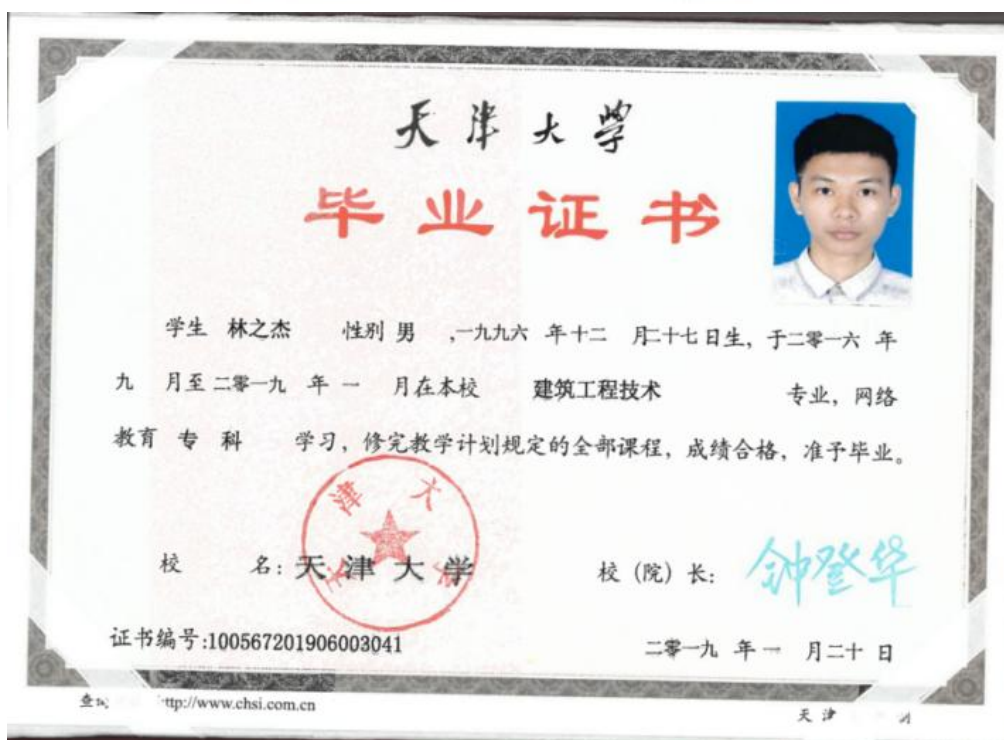 天津大学
毕业证书
学生 林之杰 性别 男 ,一九九六 年十二 月二十七日生，于二零一六 年
九 月至二零一九 年 一 月在本校 建筑工程技术 专业，网络
教育 专 科 学习，修完教学计划规定的全部课程，成绩合格，准予毕业。
天津大学
校 名:天津大学 校（院）长: 钟登华
证书编号:100567201906003041 二零一九 年 一 月二十 日
ttp://www.chsi.com.cn
天津